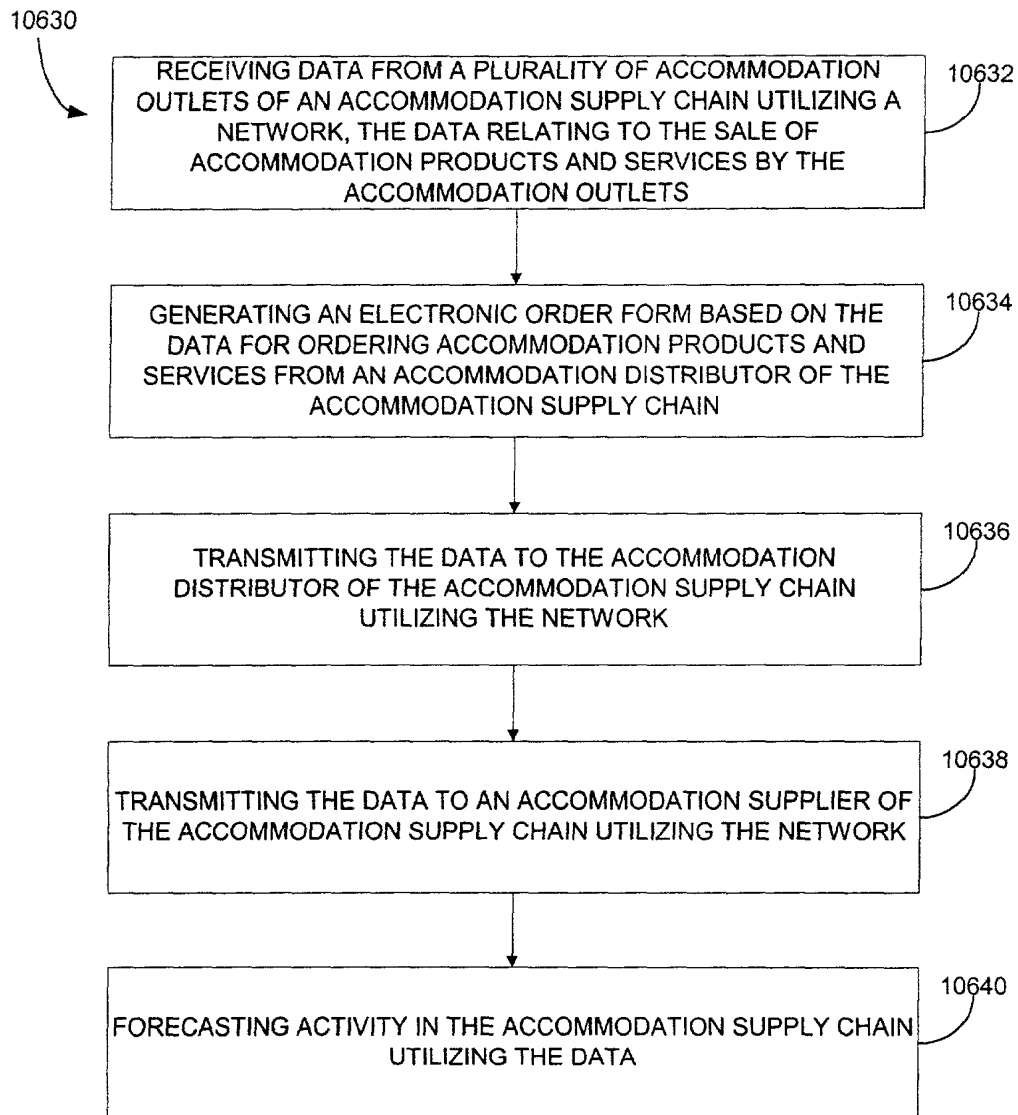 10630
RECEIVING DATA FROM A PLURALITY OF ACCOMMODATION
OUTLETS OF AN ACCOMMODATION SUPPLY CHAIN UTILIZING A
NETWORK, THE DATA RELATING TO THE SALE OF
ACCOMMODATION PRODUCTS AND SERVICES BY THE
ACCOMMODATION OUTLETS
10632
GENERATING AN ELECTRONIC ORDER FORM BASED ON THE
DATA FOR ORDERING ACCOMMODATION PRODUCTS AND
SERVICES FROM AN ACCOMMODATION DISTRIBUTOR OF THE
ACCOMMODATION SUPPLY CHAIN
10634
TRANSMITTING THE DATA TO THE ACCOMMODATION
DISTRIBUTOR OF THE ACCOMMODATION SUPPLY CHAIN
UTILIZING THE NETWORK
10636
TRANSMITTING THE DATA TO AN ACCOMMODATION SUPPLIER OF
THE ACCOMMODATION SUPPLY CHAIN UTILIZING THE NETWORK
10638
FORECASTING ACTIVITY IN THE ACCOMMODATION SUPPLY CHAIN
UTILIZING THE DATA
10640